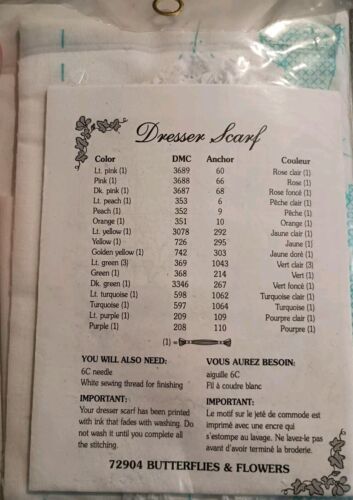 Dresser Scarf
Color DMC Anchor Couleur
Lt. pink (1) 3689 60 Rose clair (1)
Pink (1) 3688 66 Rose (1)
Dk. pink (1) 3687 68 Rose foncé (1)
Lt. peach (1) 353 6 Pêche clair (1)
Peach (1) 352 9 Pêche (1)
Orange (1) 351 10 Orange (1)
Lt. yellow (1) 3078 292 Jaune clair (1)
Yellow (1) 726 295 Jaune (1)
Golden yellow (1) 742 303 Jaune doré (1)
Lt. green (3) 369 1043 Vert clair (3)
Green (1) 368 214 Vert (1)
Dk. green (1) 3346 267 Vert foncé (1)
Lt. turquoise (1) 598 1062 Turquoise clair (1)
Turquoise (1) 597 1064 Turquoise (1)
Lt. purple (1) 209 109 Pourpre clair (1)
Purple (1) 208 110 Pourpre (1)
(1) =
YOU WILL ALSO NEED:
6C needle
White sewing thread for finishing
IMPORTANT:
Your dresser scarf has been printed
with ink that fades with washing. Do
not wash it until you complete all
the stitching.
VOUS AUREZ BESOIN:
aiguille 6C
Fil à coudre blanc
IMPORTANT:
Le motif sur le jeté de commode est
imprimé avec une encre qui
s'estompe au lavage. Ne lavez-le pas
avant d'avoir terminé la broderie.
72904 BUTTERFLIES & FLOWERS